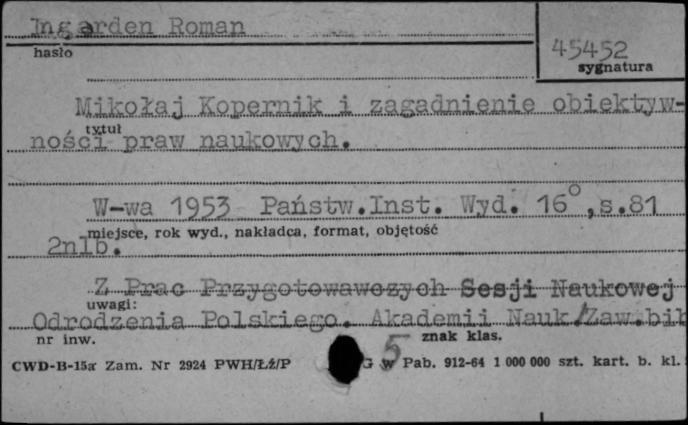 Ingarden Roman
hasło
45452
sygnatura
Mikołaj Kopernik i zagadnienie obiektyw-
tytuł
ności praw naukowych.
W-wa 1953 Państw.Inst. Wyd. 16°,s.81
miejsce, rok wyd., nakładca, format, objętość
2nlb.
Z Prac Przygotowawczych Sesji Naukowej
uwagi:
Odrodzenia Polskiego. Akademii Nauk/Zaw.bib
nr inw.
znak klas.
5
CWD-B-15a Zam. Nr 2924 PWH/Łź/P G w Pab. 912-64 1 000 000 szt. kart. b. kl.